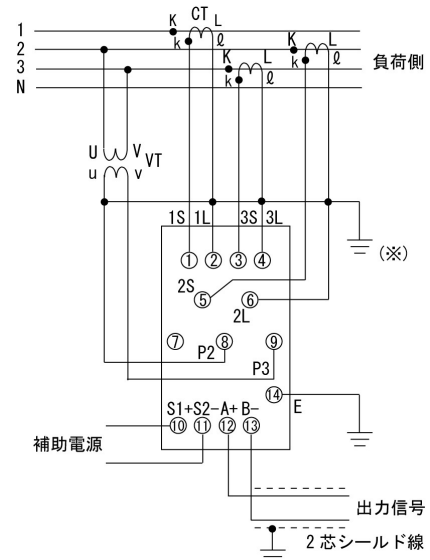 CT
1 K L
2 k ℓ K L
3 K L k ℓ 負荷側
N k ℓ
U V VT
u v
1S 1L 3S 3L
① ② ③ ④ (※)
2S
⑤ ⑥
2L
⑦ ⑧ ⑨
P2 P3
⑭ E
S1+S2- A+ B-
⑩ ⑪ ⑫ ⑬
補助電源
出力信号
2芯シールド線